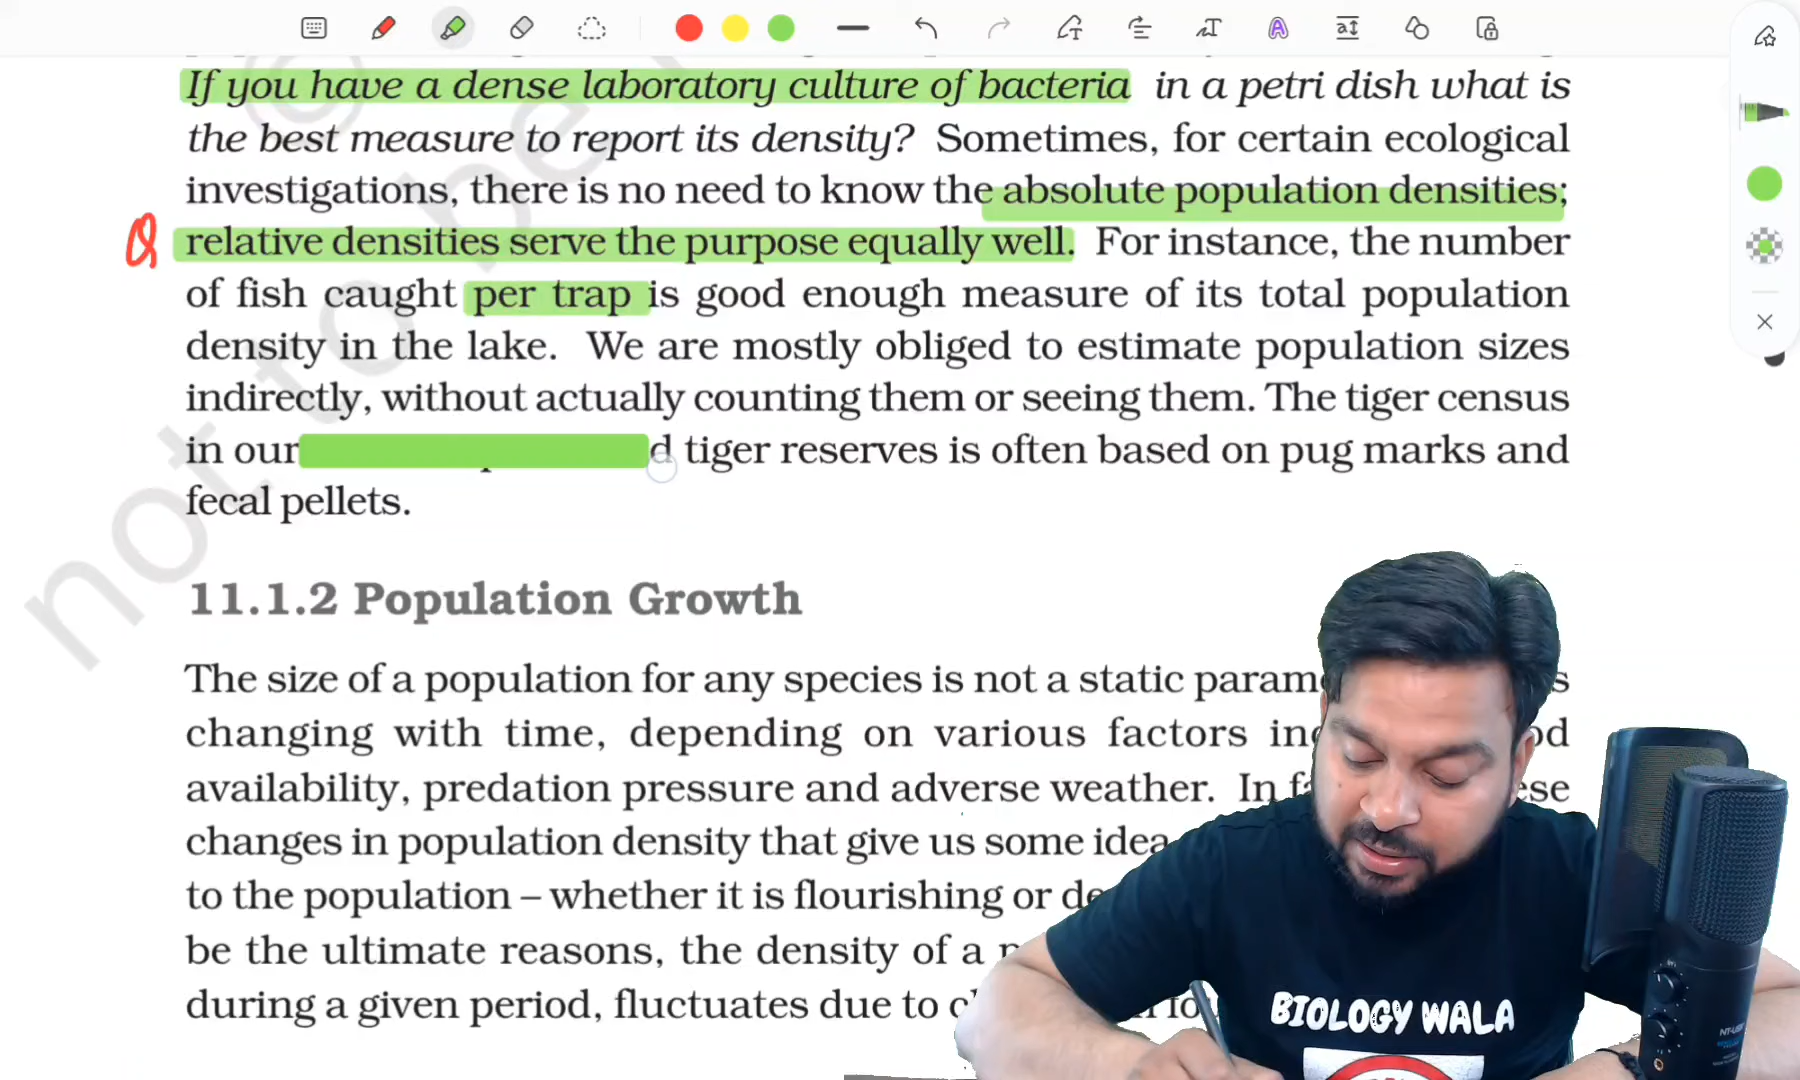 If you have a dense laboratory culture of bacteria in a petri dish what is
the best measure to report its density? Sometimes, for certain ecological
investigations, there is no need to know the absolute population densities;
Q relative densities serve the purpose equally well. For instance, the number
of fish caught per trap is good enough measure of its total population
density in the lake. We are mostly obliged to estimate population sizes
indirectly, without actually counting them or seeing them. The tiger census
in our d tiger reserves is often based on pug marks and
fecal pellets.
11.1.2 Population Growth
The size of a population for any species is not a static param s
changing with time, depending on various factors inc od
availability, predation pressure and adverse weather. In fa ese
changes in population density that give us some idea
to the population – whether it is flourishing or de
be the ultimate reasons, the density of a p
during a given period, fluctuates due to c
not to be
BIOLOGY WALA